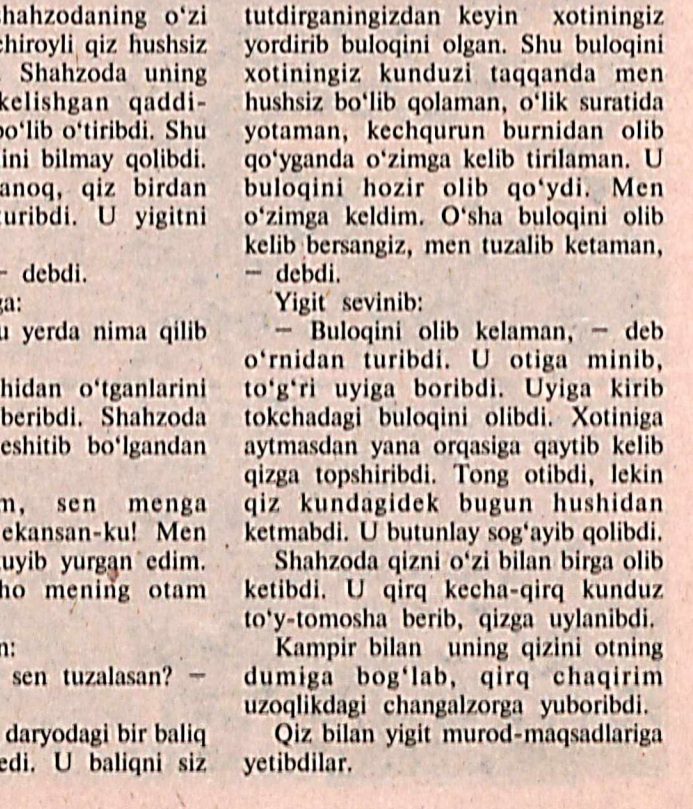 shahzodaning o‘zi
chiroyli qiz hushsiz
Shahzoda uning
kelishgan qaddi-
bo‘lib o‘tiribdi. Shu
ini bilmay qolibdi.
qiz birdan
turibdi. U yigitni
— debdi.
ga:
yerda nima qilib
o‘tganlarini
beribdi. Shahzoda
eshitib bo‘lgandan
sen menga
ekansan-ku! Men
kuyib yurgan edim.
mening otam
sen tuzalasan? —
daryodagi bir baliq
edi. U baliqni siz
tutdirganingizdan keyin xotiningiz
yordirib buloqini olgan. Shu buloqini
xotiningiz kunduzi taqqanda men
hushsiz bo‘lib qolaman, o‘lik suratida
yotaman, kechqurun burnidan olib
qo‘yganda o‘zimga kelib tirilaman. U
buloqini hozir olib qo‘ydi. Men
o‘zimga keldim. O‘sha buloqini olib
kelib bersangiz, men tuzalib ketaman,
— debdi.
Yigit sevinib:
— Buloqini olib kelaman, — deb
o‘rnidan turibdi. U otiga minib,
to‘g‘ri uyiga boribdi. Uyiga kirib
tokchadagi buloqini olibdi. Xotiniga
aytmasdan yana orqasiga qaytib kelib
qizga topshiribdi. Tong otibdi, lekin
qiz kundagidek bugun hushidan
ketmabdi. U butunlay sog‘ayib qolibdi.
Shahzoda qizni o‘zi bilan birga olib
ketibdi. U qirq kecha-qirq kunduz
to‘y-tomosha berib, qizga uylanibdi.
Kampir bilan uning qizini otning
dumiga bog‘lab, qirq chaqirim
uzoqlikdagi changalzorga yuboribdi.
Qiz bilan yigit murod-maqsadlariga
yetibdilar.